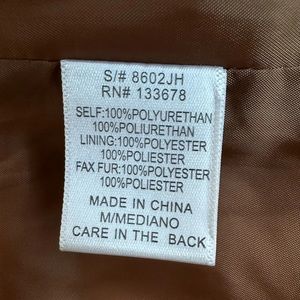 S/# 8602JH
RN# 133678
SELF:100%POLYURETHAN
100%POLIURETHAN
LINING:100%POLYESTER
100%POLIESTER
FAX FUR:100%POLYESTER
100%POLIESTER
MADE IN CHINA
M/MEDIANO
CARE IN THE BACK